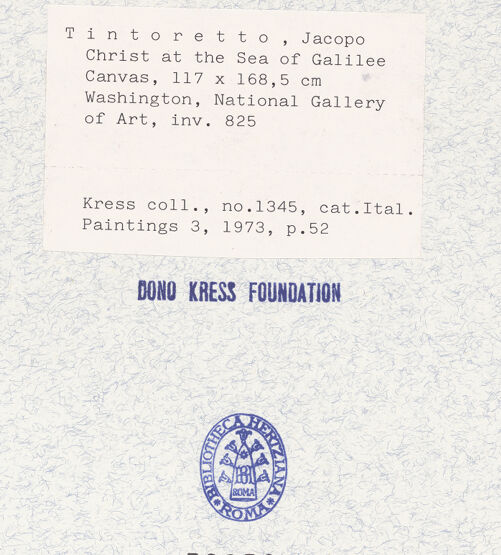 T i n t o r e t t o , Jacopo
Christ at the Sea of Galilee
Canvas, 117 x 168,5 cm
Washington, National Gallery
of Art, inv. 825
Kress coll., no.1345, cat.Ital.
Paintings 3, 1973, p.52
DONO KRESS FOUNDATION
BIBLIOTHECA HERTZIANA
ROMA
ROMA